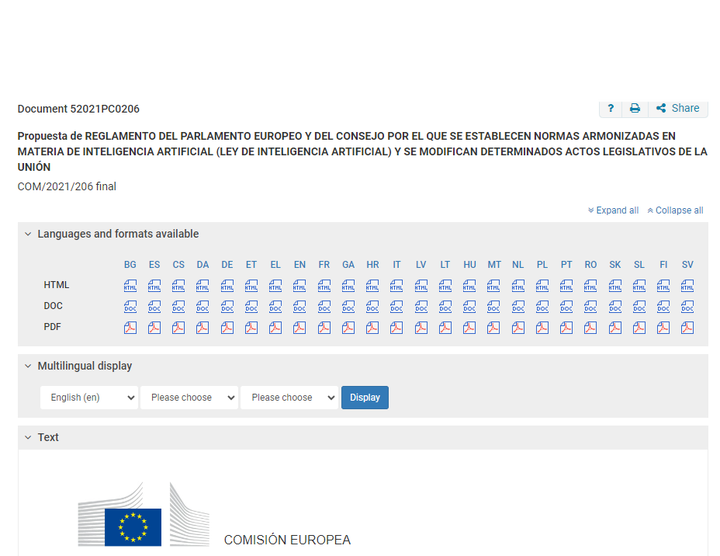 Document 52021PC0206
? Share
Propuesta de REGLAMENTO DEL PARLAMENTO EUROPEO Y DEL CONSEJO POR EL QUE SE ESTABLECEN NORMAS ARMONIZADAS EN
MATERIA DE INTELIGENCIA ARTIFICIAL (LEY DE INTELIGENCIA ARTIFICIAL) Y SE MODIFICAN DETERMINADOS ACTOS LEGISLATIVOS DE LA
UNIÓN
COM/2021/206 final
Expand all Collapse all
Languages and formats available
BG ES CS DA DE ET EL EN FR GA HR IT LV LT HU MT NL PL PT RO SK SL FI SV
HTML HTML HTML HTML HTML HTML HTML HTML HTML HTML HTML HTML HTML HTML HTML HTML HTML HTML HTML HTML HTML HTML HTML HTML HTML
DOC DOC DOC DOC DOC DOC DOC DOC DOC DOC DOC DOC DOC DOC DOC DOC DOC DOC DOC DOC DOC DOC DOC DOC DOC
PDF
Multilingual display
English (en) Please choose Please choose Display
Text
COMISIÓN EUROPEA